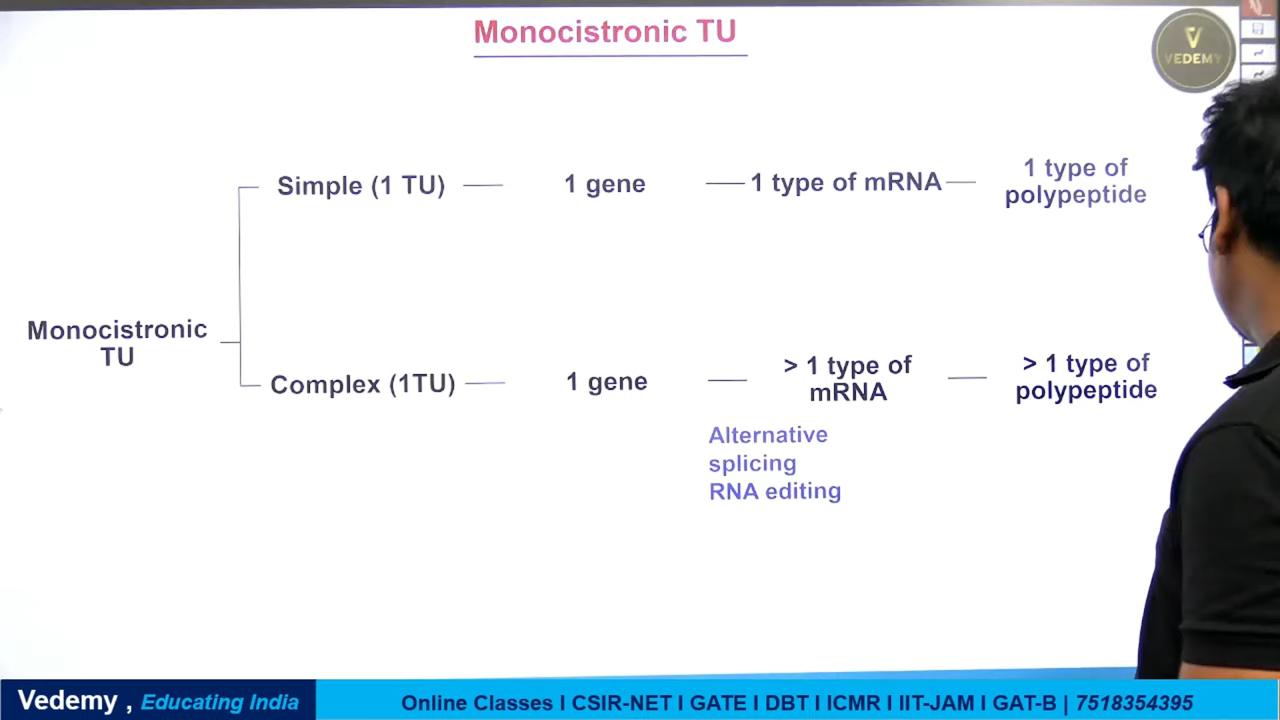 Monocistronic TU
VEDEMY
Simple (1 TU)
1 gene
1 type of mRNA
1 type of
polypeptide
Monocistronic
TU
Complex (1TU)
1 gene
> 1 type of
mRNA
> 1 type of
polypeptide
Alternative
splicing
RNA editing
Vedemy , Educating India
Online Classes I CSIR-NET I GATE I DBT I ICMR I IIT-JAM I GAT-B | 7518354395